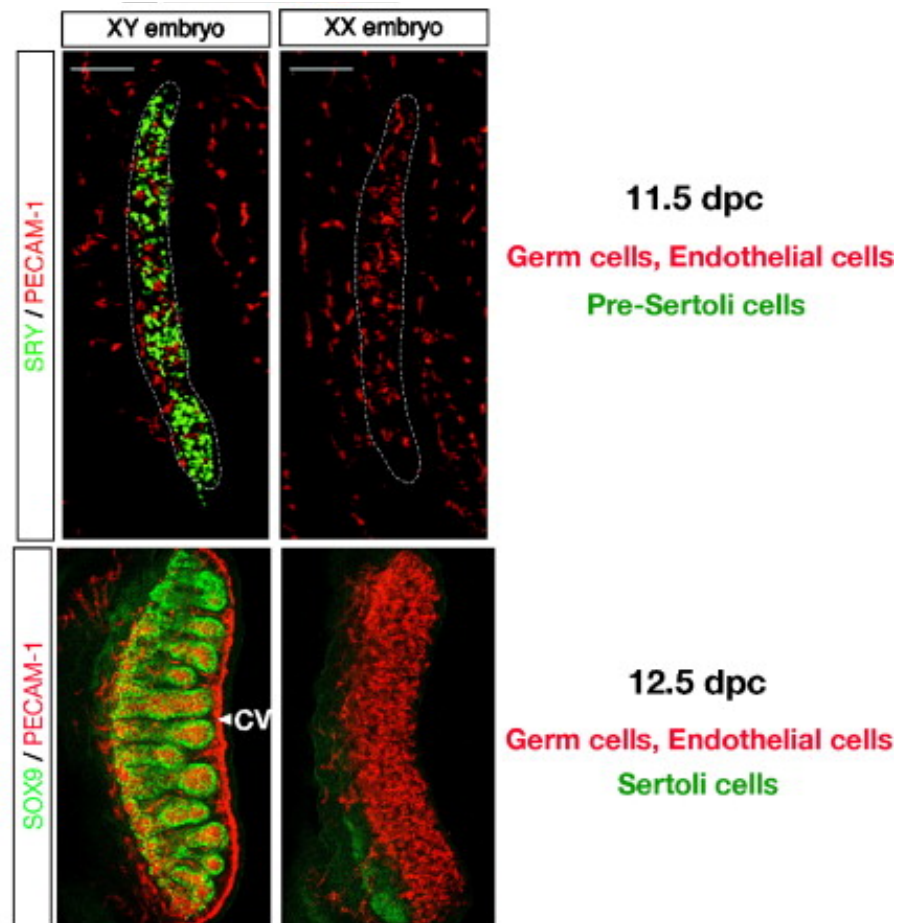 XY embryo
XX embryo
SRY / PECAM-1
11.5 dpc
Germ cells, Endothelial cells
Pre-Sertoli cells
SOX9 / PECAM-1
CV
12.5 dpc
Germ cells, Endothelial cells
Sertoli cells